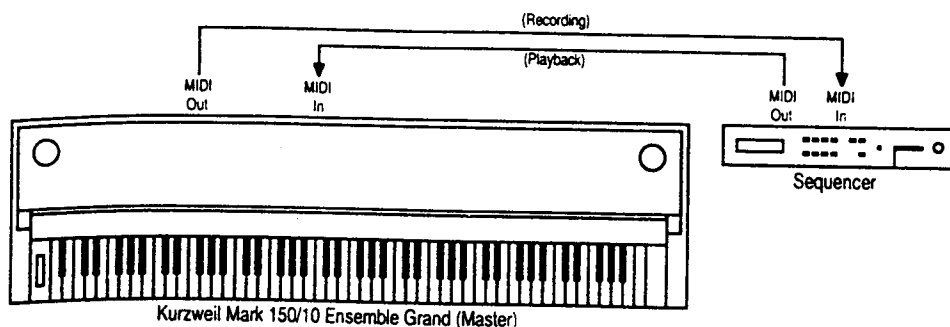 (Recording)
(Playback)
MIDI
Out
MIDI
In
MIDI
Out
MIDI
In
Sequencer
Kurzweil Mark 150/10 Ensemble Grand (Master)